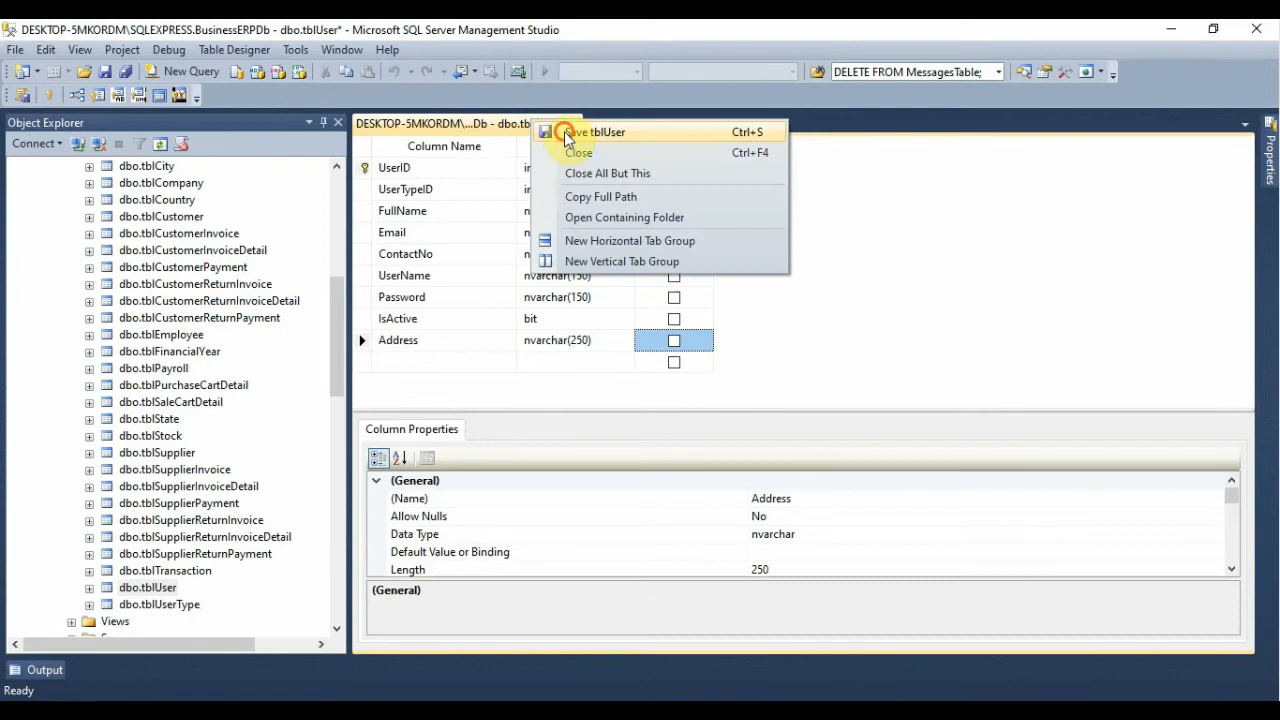 DESKTOP-5MKORDM\SQLEXPRESS.BusinessERPDb - dbo.tblUser* - Microsoft SQL Server Management Studio
File Edit View Project Debug Table Designer Tools Window Help
New Query DELETE FROM MessagesTable;
Object Explorer
Connect
dbo.tblCity
dbo.tblCompany
dbo.tblCountry
dbo.tblCustomer
dbo.tblCustomerInvoice
dbo.tblCustomerInvoiceDetail
dbo.tblCustomerPayment
dbo.tblCustomerReturnInvoice
dbo.tblCustomerReturnInvoiceDetail
dbo.tblCustomerReturnPayment
dbo.tblEmployee
dbo.tblFinancialYear
dbo.tblPayroll
dbo.tblPurchaseCartDetail
dbo.tblSaleCartDetail
dbo.tblState
dbo.tblStock
dbo.tblSupplier
dbo.tblSupplierInvoice
dbo.tblSupplierInvoiceDetail
dbo.tblSupplierPayment
dbo.tblSupplierReturnInvoice
dbo.tblSupplierReturnInvoiceDetail
dbo.tblSupplierReturnPayment
dbo.tblTransaction
dbo.tblUser
dbo.tblUserType
Views
DESKTOP-5MKORDM\...Db - dbo.tb
Column Name
UserID
UserTypeID
FullName
Email
ContactNo
UserName nvarchar(150)
Password nvarchar(150)
IsActive bit
Address nvarchar(250)
Save tblUser Ctrl+S
Close Ctrl+F4
Close All But This
Copy Full Path
Open Containing Folder
New Horizontal Tab Group
New Vertical Tab Group
Column Properties
(General)
(Name) Address
Allow Nulls No
Data Type nvarchar
Default Value or Binding
Length 250
(General)
Properties
Output
Ready